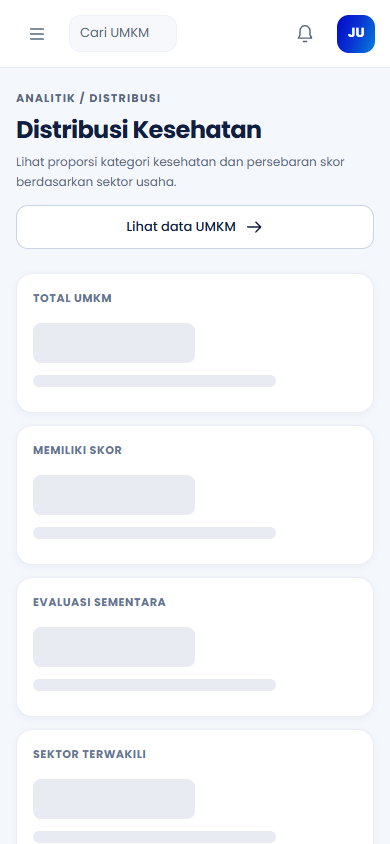 Cari UMKM
JU
ANALITIK / DISTRIBUSI
Distribusi Kesehatan
Lihat proporsi kategori kesehatan dan persebaran skor
berdasarkan sektor usaha.
Lihat data UMKM
TOTAL UMKM
MEMILIKI SKOR
EVALUASI SEMENTARA
SEKTOR TERWAKILI